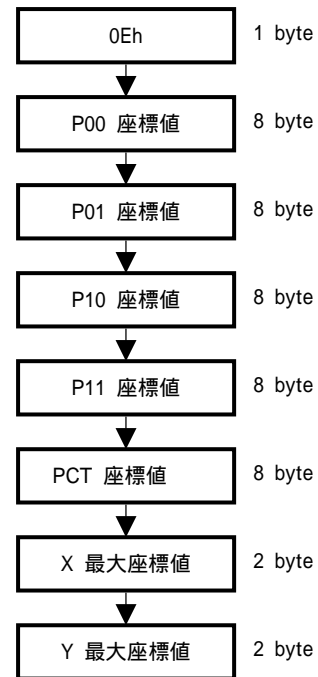 0Eh 1 byte
P00 座標値 8 byte
P01 座標値 8 byte
P10 座標値 8 byte
P11 座標値 8 byte
PCT 座標値 8 byte
X 最大座標値 2 byte
Y 最大座標値 2 byte